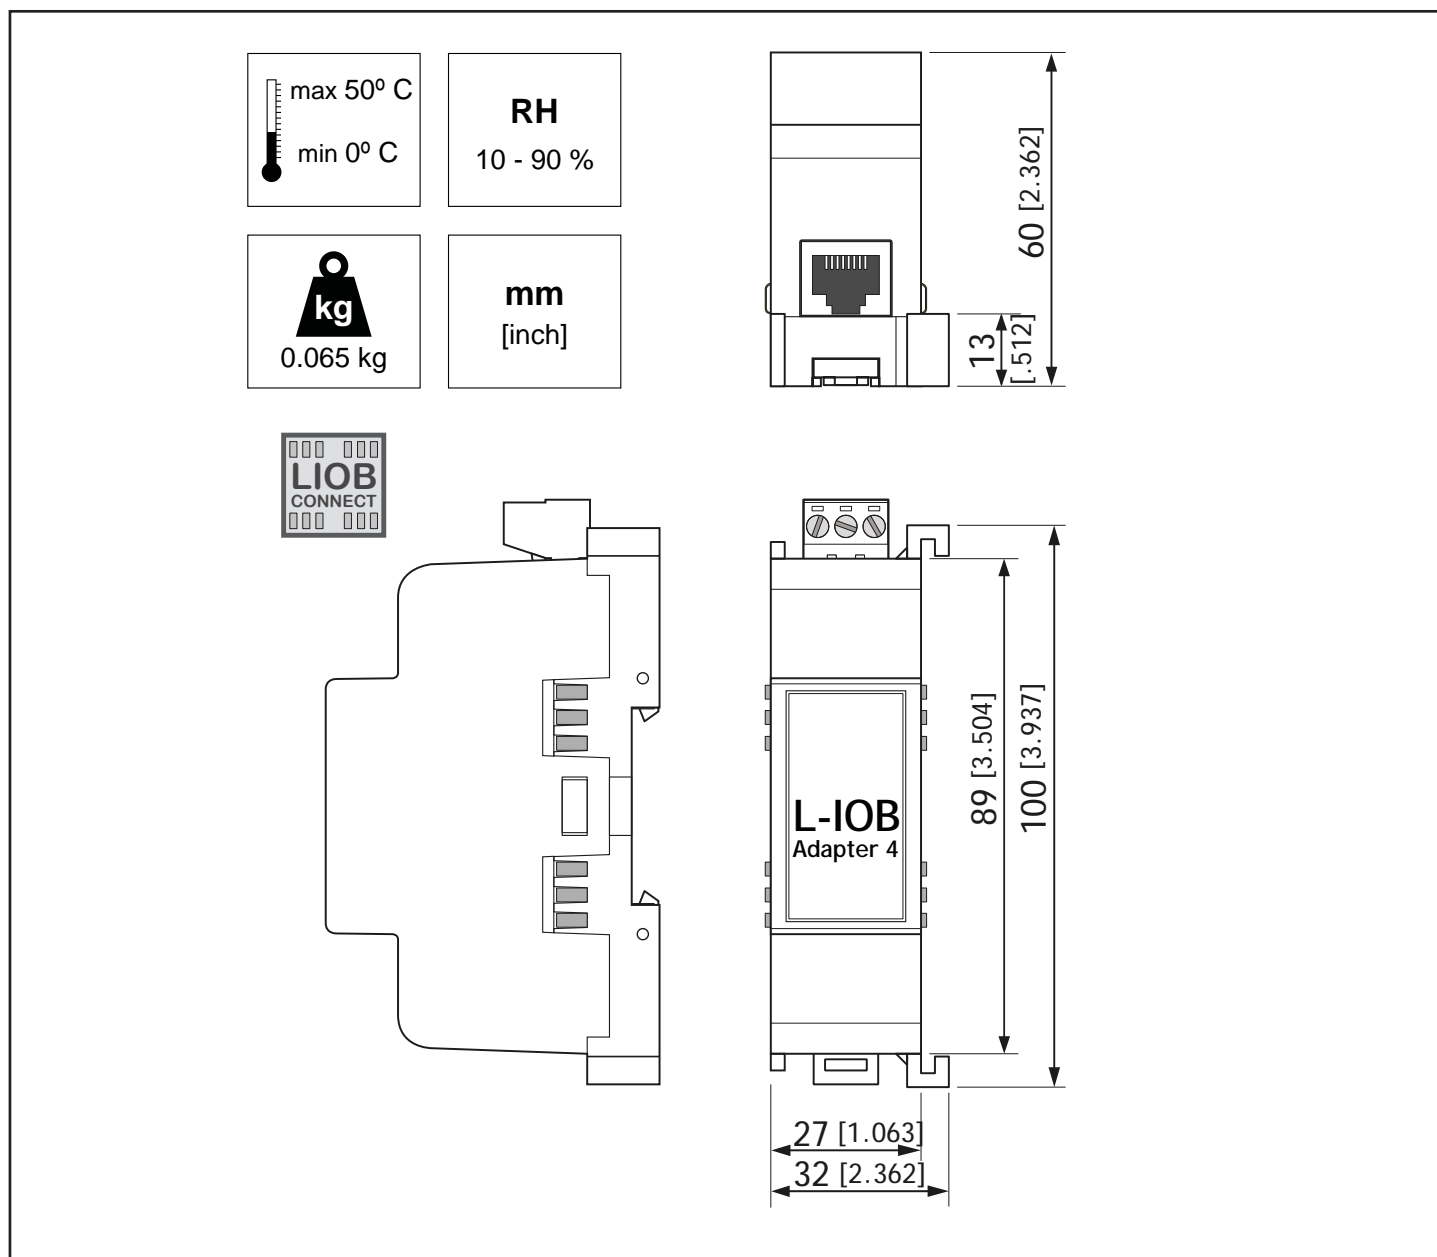 max 50º C
min 0º C
RH
10 - 90 %
kg
0.065 kg
mm
[inch]
60 [2.362]
13
[.512]
LIOB
CONNECT
L-IOB
Adapter 4
89 [3.504]
100 [3.937]
27 [1.063]
32 [2.362]